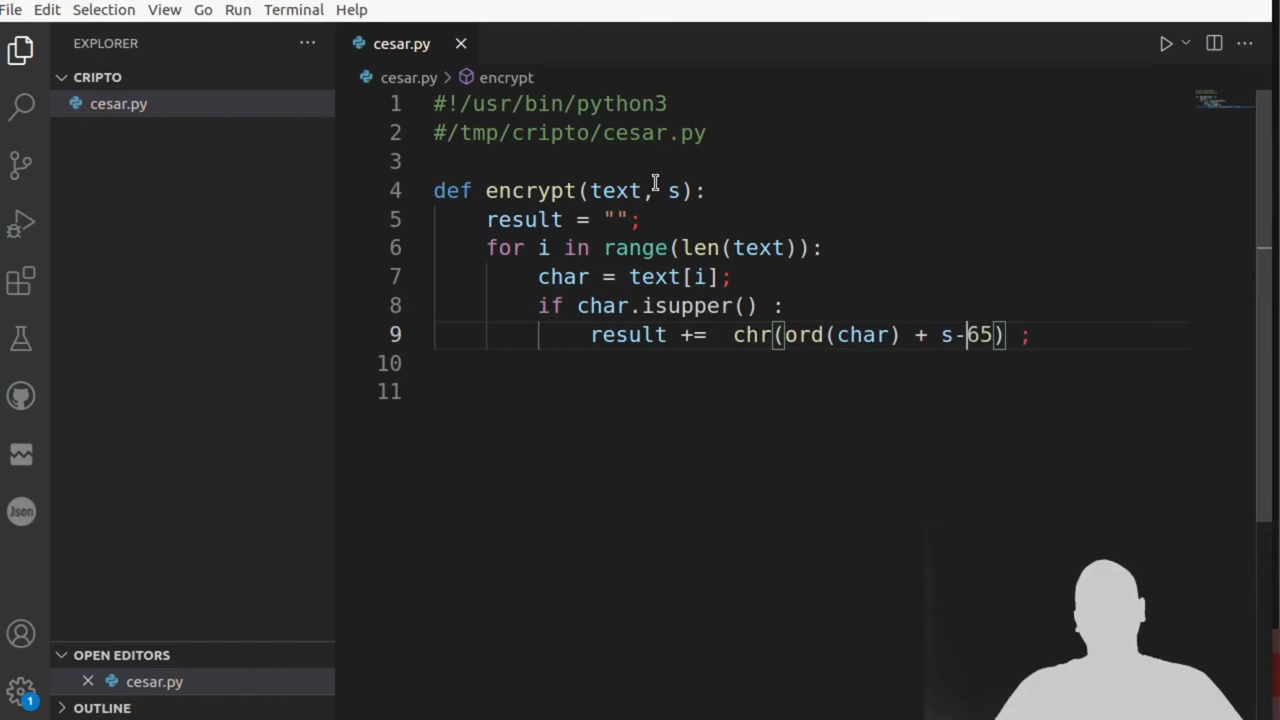 File Edit Selection View Go Run Terminal Help
EXPLORER ···
CRIPTO
cesar.py
Json
1
OPEN EDITORS
cesar.py
OUTLINE
cesar.py
cesar.py > encrypt
1 #!/usr/bin/python3
2 #/tmp/cripto/cesar.py
3
4 def encrypt(text, s):
5 result = "";
6 for i in range(len(text)):
7 char = text[i];
8 if char.isupper() :
9 result +=  chr(ord(char) + s-65) ;
10
11